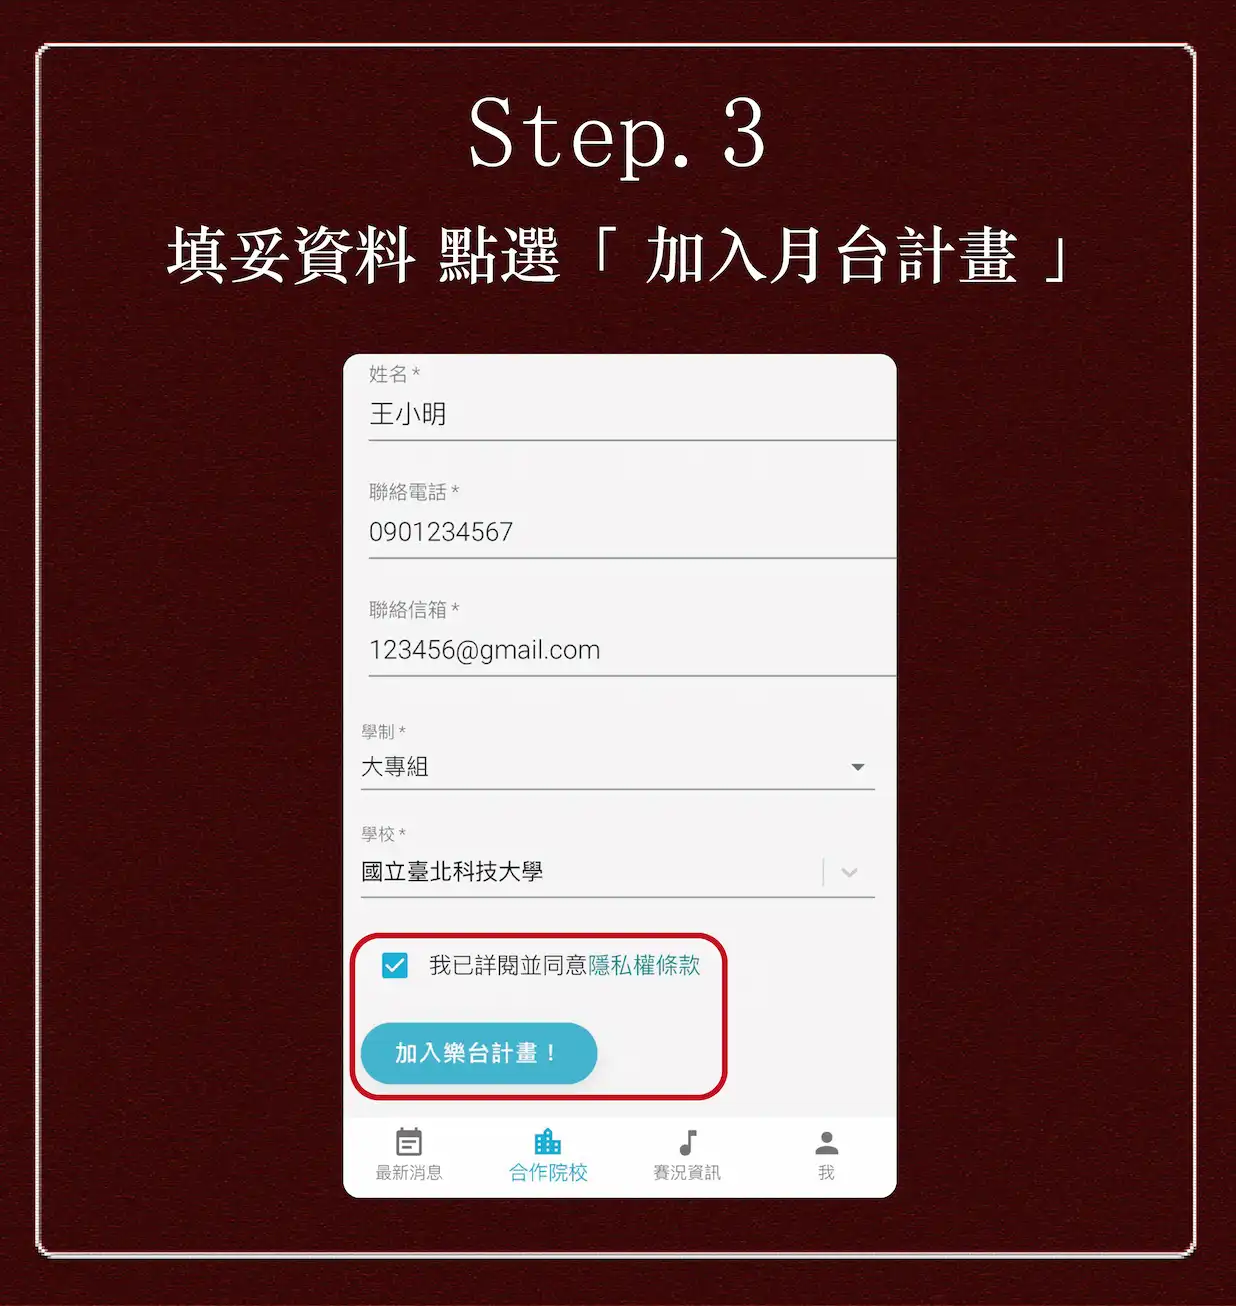 Step.3
填妥資料 點選「 加入月台計畫 」
姓名 *
王小明
聯絡電話 *
0901234567
聯絡信箱 *
123456@gmail.com
學制 *
大專組
學校 *
國立臺北科技大學
我已詳閱並同意隱私權條款
加入樂台計畫！
最新消息
合作院校
賽況資訊
我